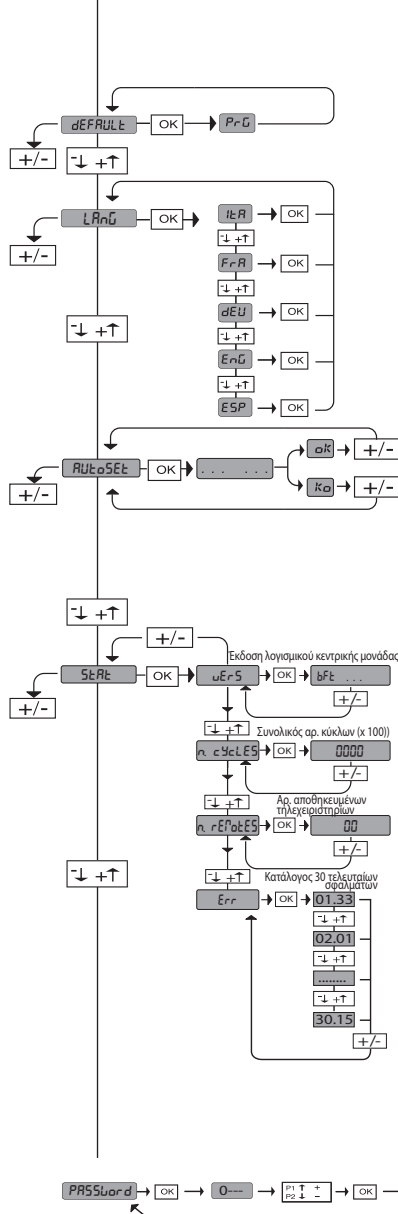 dEFAULt OK PrG
+/- -↓ +↑
LAnG OK ItA OK
-↓ +↑
+/-
FrA OK
-↓ +↑
dEU OK
-↓ +↑
-↓ +↑
EnG OK
-↓ +↑
ESP OK
AUtoSEt OK ... ... oK +/-
+/-
Ko +/-
-↓ +↑
+/-
Έκδοση λογισμικού κεντρικής μονάδας
StAt OK uErS OK bFt ...
+/-
+/-
-↓ +↑
Συνολικός αρ. κύκλων (x 100))
n. cYcLES OK 0000
+/-
-↓ +↑
Αρ. αποθηκευμένων
τηλεχειριστηρίων
n. rEMotES OK 00
+/-
-↓ +↑
-↓ +↑
Κατάλογος 30 τελευταίων
σφαλμάτων
Err OK 01.33
-↓ +↑
02.01
-↓ +↑
........
-↓ +↑
30.15
+/-
PASSword OK 0--- P1 ↑ + OK
P2 ↓ -